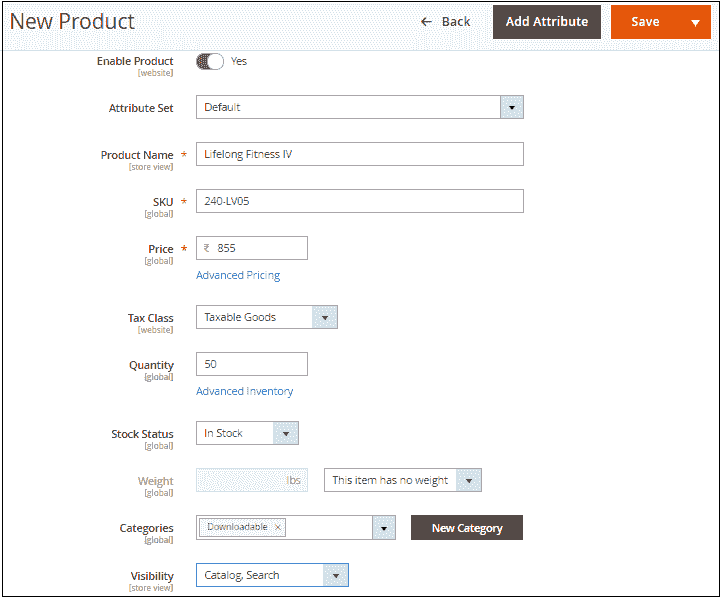 New Product
← Back
Add Attribute
Save
Enable Product
[website]
Yes
Attribute Set
Default
Product Name *
[store view]
Lifelong Fitness IV
SKU *
[global]
240-LV05
Price *
[global]
₹ 855
Advanced Pricing
Tax Class
[website]
Taxable Goods
Quantity
[global]
50
Advanced Inventory
Stock Status
[global]
In Stock
Weight
[global]
lbs
This item has no weight
Categories
[global]
Downloadable ×
New Category
Visibility
[store view]
Catalog, Search